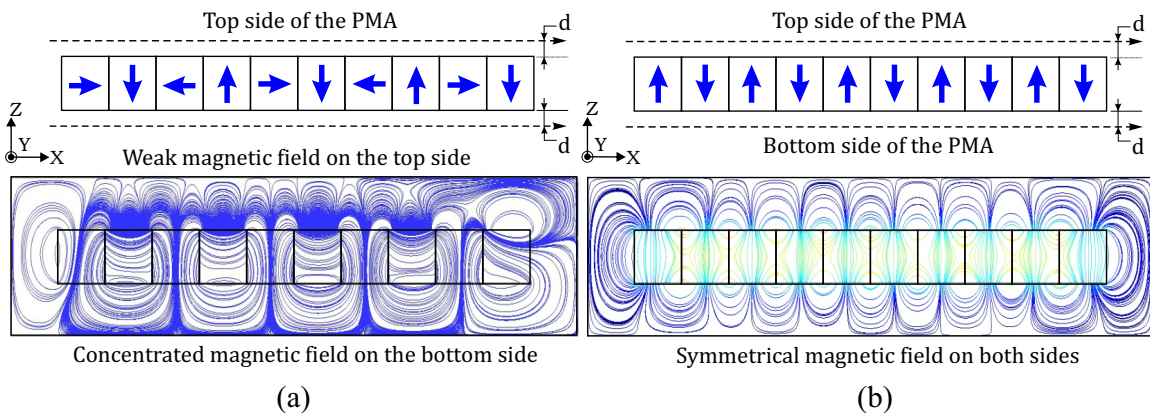 Top side of the PMA
d
Z
Y
X
d
Weak magnetic field on the top side
Concentrated magnetic field on the bottom side
(a)
Top side of the PMA
d
Z
Y
X
d
Bottom side of the PMA
Symmetrical magnetic field on both sides
(b)